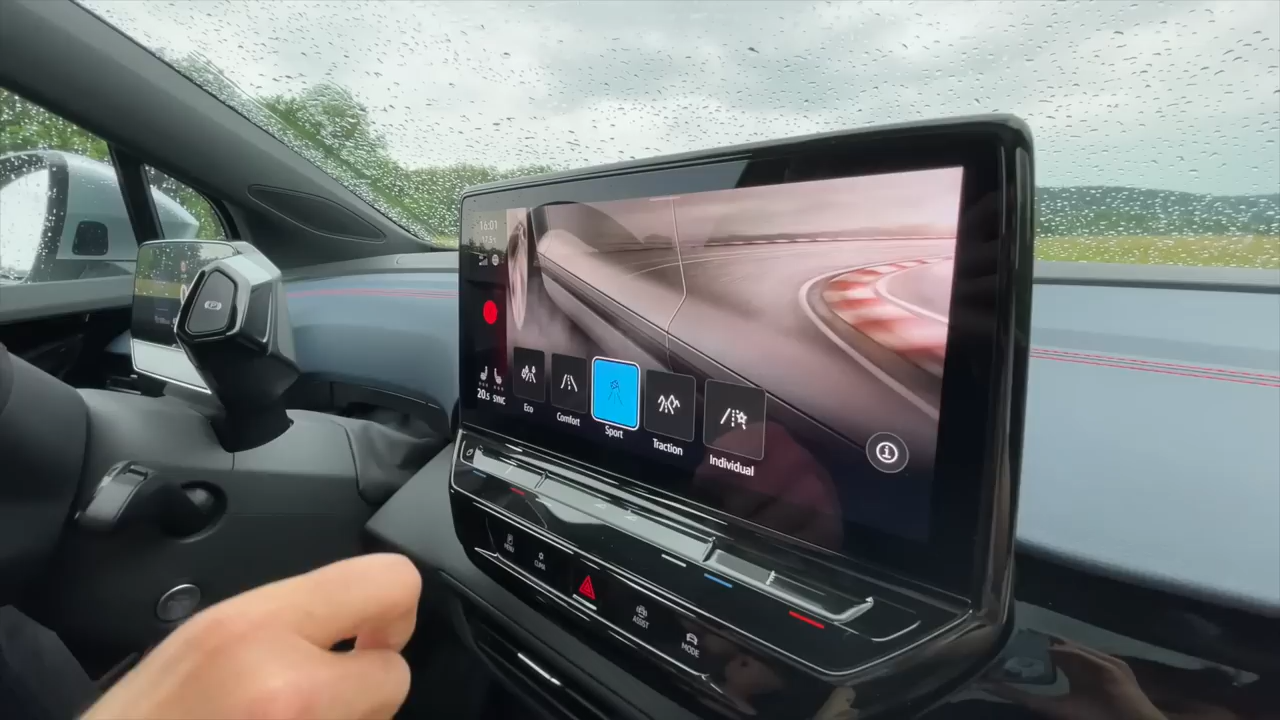 16:01
Eco
Comfort
Sport
Traction
Individual
20.5 SYNC
MENU
CLIMA
ASSIST
MODE